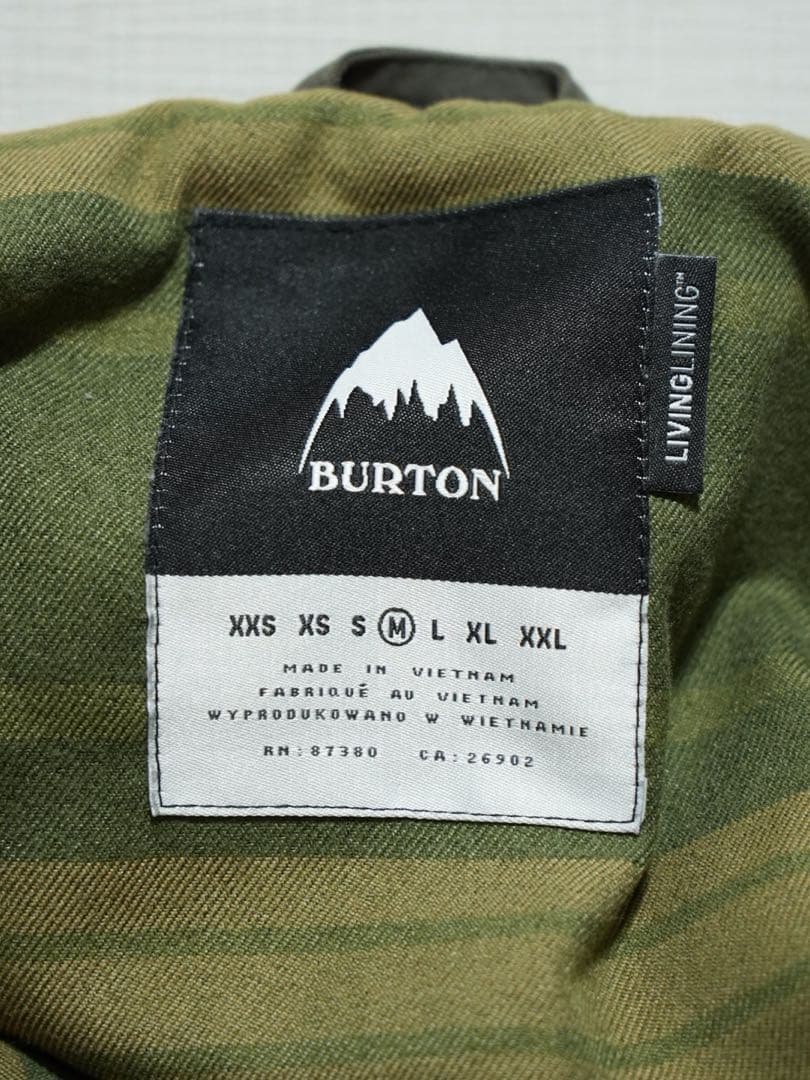 BURTON
LIVINGLINING™
XXS XS S M L XL XXL
MADE IN VIETNAM
FABRIQUÉ AU VIETNAM
WYPRODUKOWANO W WIETNAMIE
RN:87380 CA:26902